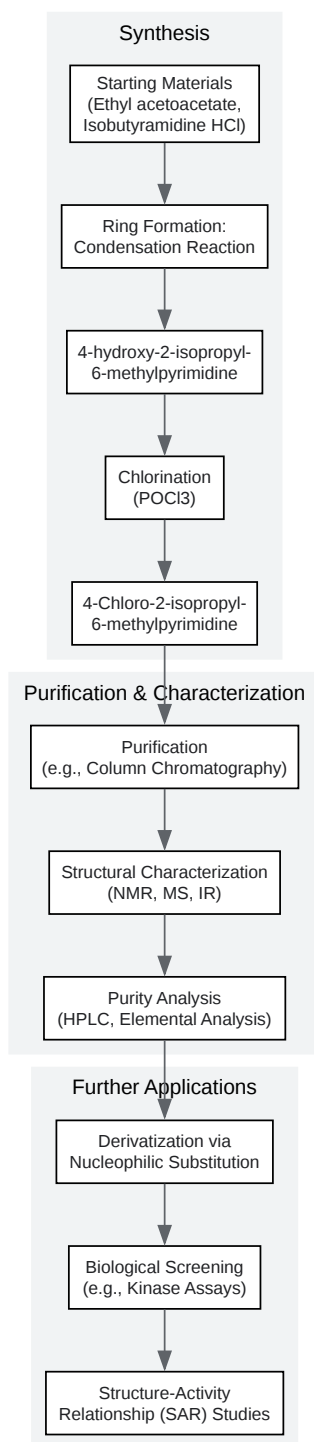 Synthesis
Starting Materials
(Ethyl acetoacetate,
Isobutyramidine HCl)
Ring Formation:
Condensation Reaction
4-hydroxy-2-isopropyl-
6-methylpyrimidine
Chlorination
(POCl3)
4-Chloro-2-isopropyl-
6-methylpyrimidine
Purification & Characterization
Purification
(e.g., Column Chromatography)
Structural Characterization
(NMR, MS, IR)
Purity Analysis
(HPLC, Elemental Analysis)
Further Applications
Derivatization via
Nucleophilic Substitution
Biological Screening
(e.g., Kinase Assays)
Structure-Activity
Relationship (SAR) Studies